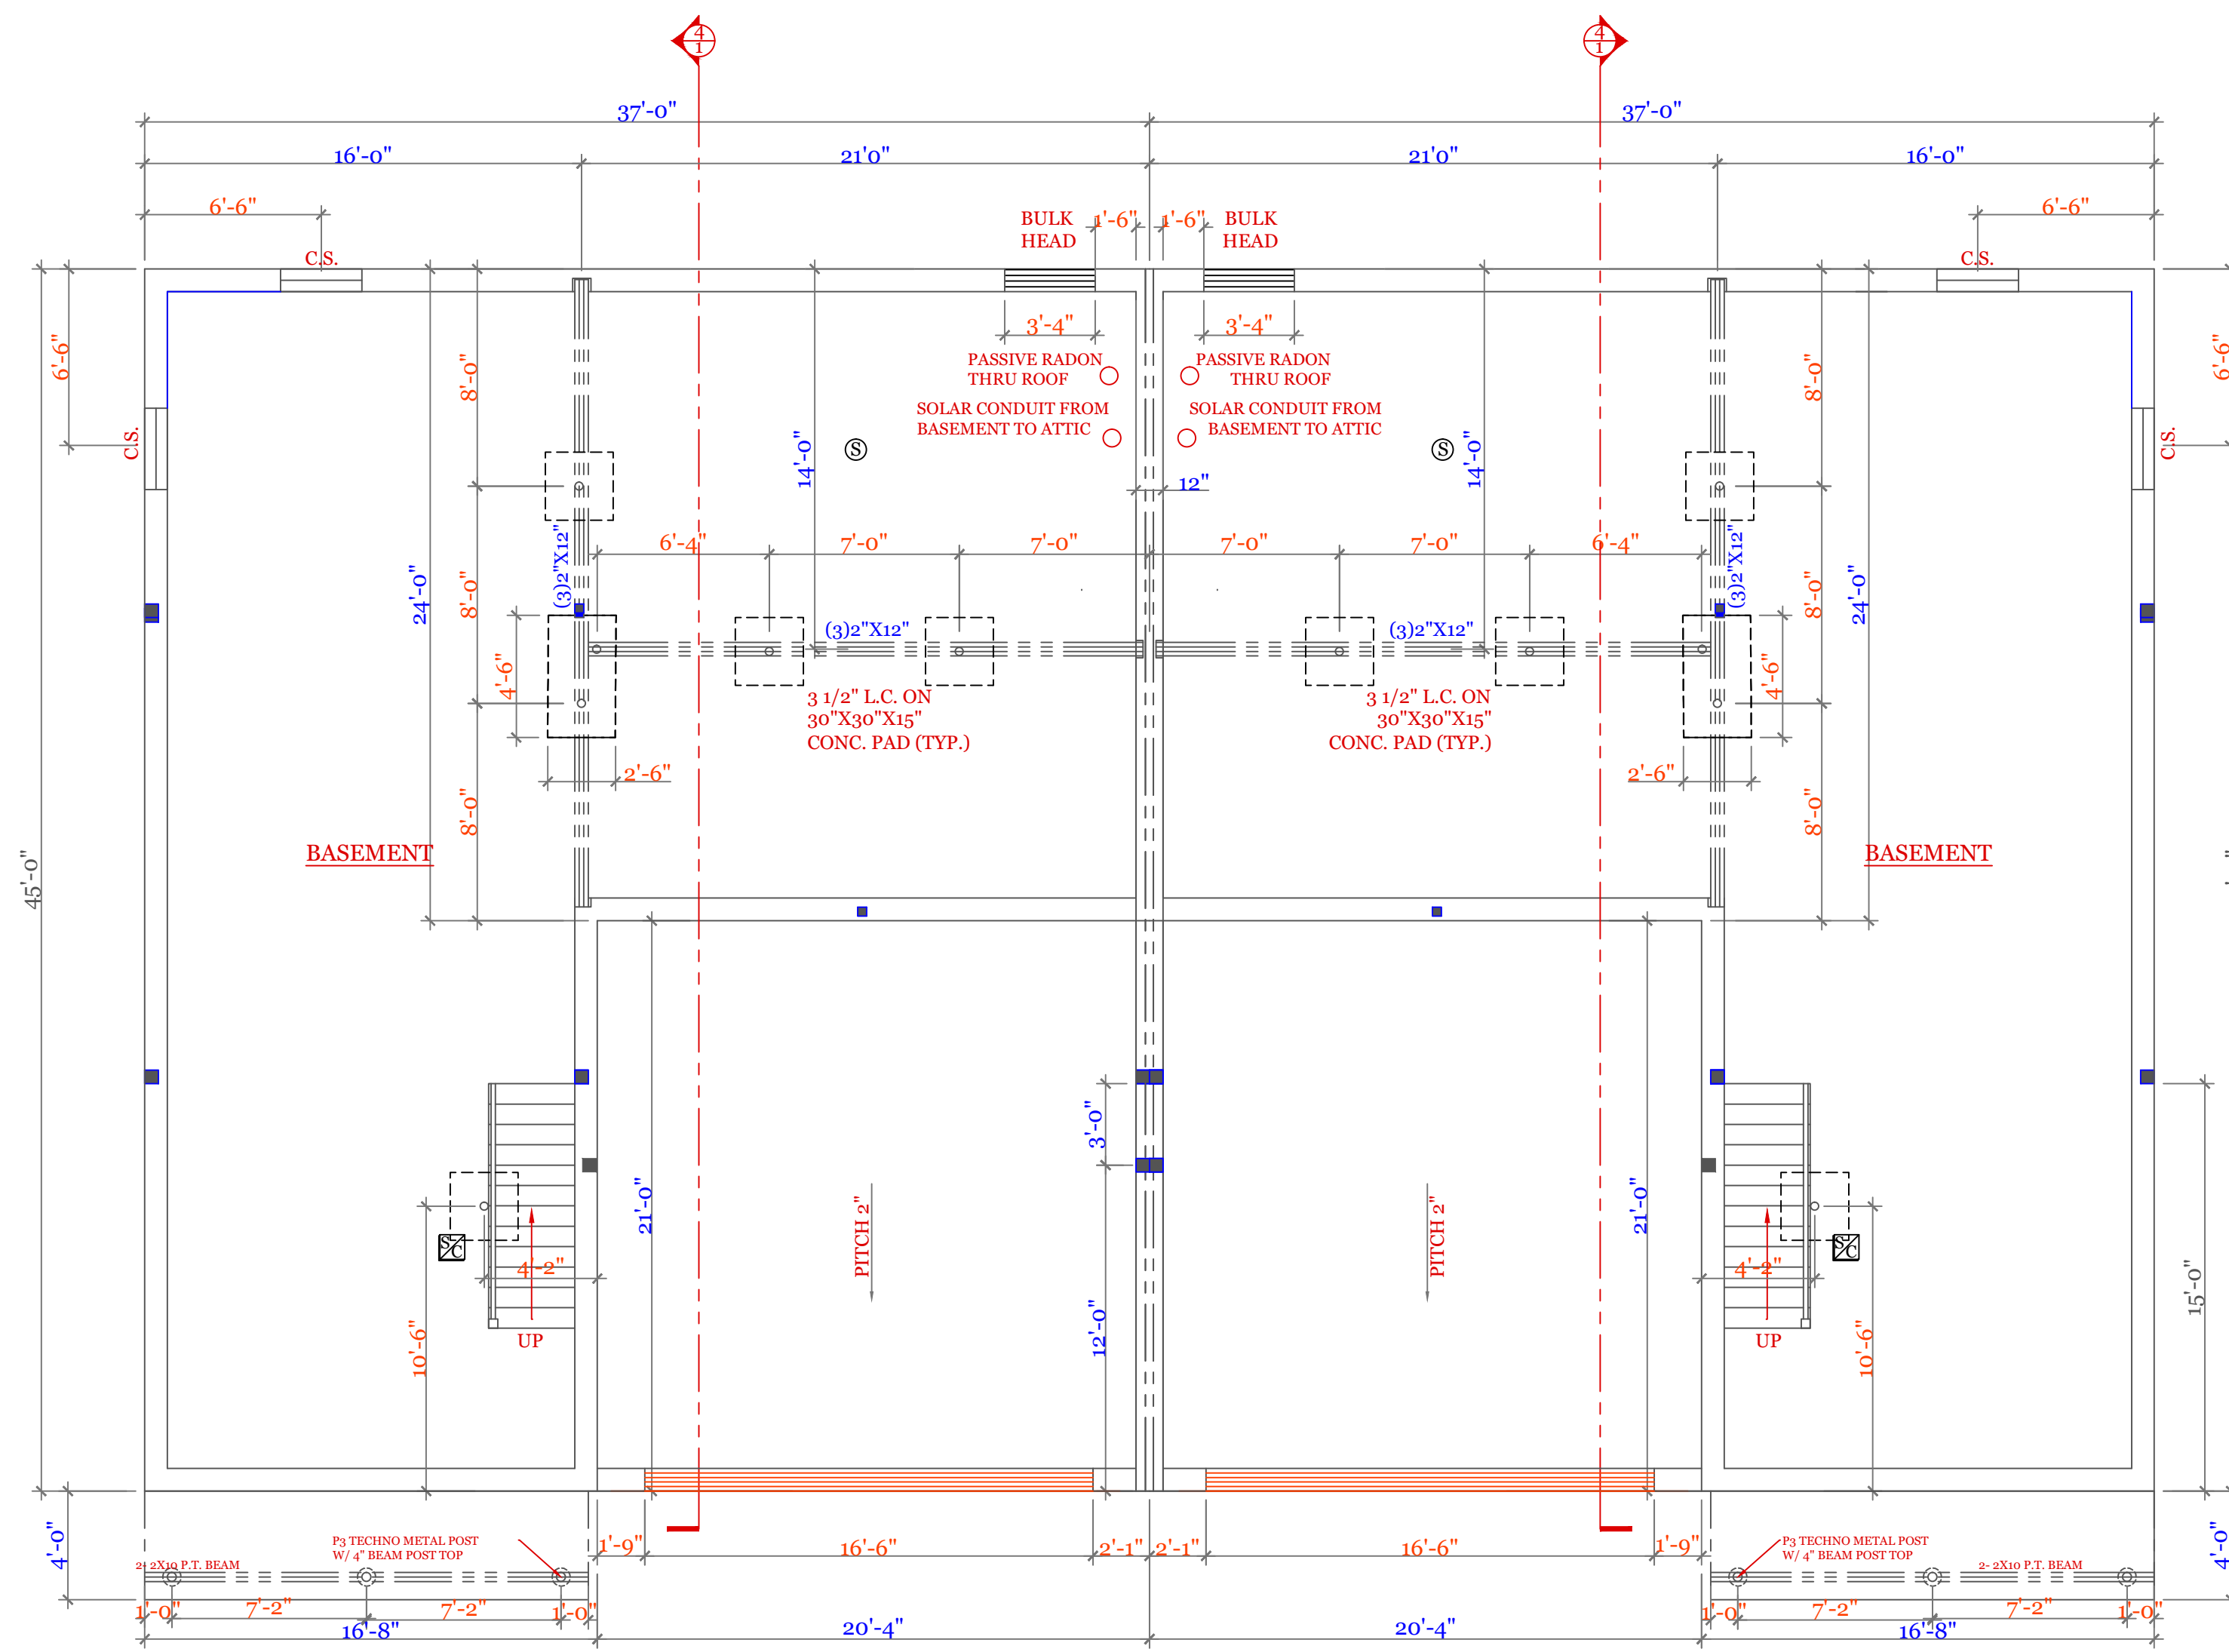 4
1
4
1
37'-0"
37'-0"
16'-0"
21'0"
21'0"
16'-0"
6'-6"
6'-6"
BULK
HEAD
1'-6"
1'-6"
BULK
HEAD
C.S.
C.S.
3'-4"
3'-4"
6'-6"
C.S.
8'-0"
14'-0"
PASSIVE RADON
THRU ROOF
PASSIVE RADON
THRU ROOF
SOLAR CONDUIT FROM
BASEMENT TO ATTIC
SOLAR CONDUIT FROM
BASEMENT TO ATTIC
S
S
14'-0"
8'-0"
C.S.
6'-6"
12"
6'-4"
7'-0"
7'-0"
7'-0"
7'-0"
6'-4"
24'-0"
8'-0"
(3)2"X12"
(3)2"X12"
(3)2"X12"
(3)2"X12"
8'-0"
24'-0"
4'-6"
4'-6"
3 1/2" L.C. ON
30"X30"X15"
CONC. PAD (TYP.)
3 1/2" L.C. ON
30"X30"X15"
CONC. PAD (TYP.)
2'-6"
2'-6"
8'-0"
8'-0"
BASEMENT
BASEMENT
45'-0"
3'-0"
21'-0"
PITCH 2"
PITCH 2"
21'-0"
S/C
S/C
4'-2"
4'-2"
15'-0"
10'-6"
12'-0"
10'-6"
UP
UP
4'-0"
P3 TECHNO METAL POST
W/ 4" BEAM POST TOP
2- 2X10 P.T. BEAM
1'-9"
16'-6"
2'-1"
2'-1"
16'-6"
1'-9"
P3 TECHNO METAL POST
W/ 4" BEAM POST TOP
2- 2X10 P.T. BEAM
4'-0"
1'-0"
7'-2"
7'-2"
1'-0"
1'-0"
7'-2"
7'-2"
1'-0"
16'-8"
20'-4"
20'-4"
16'-8"